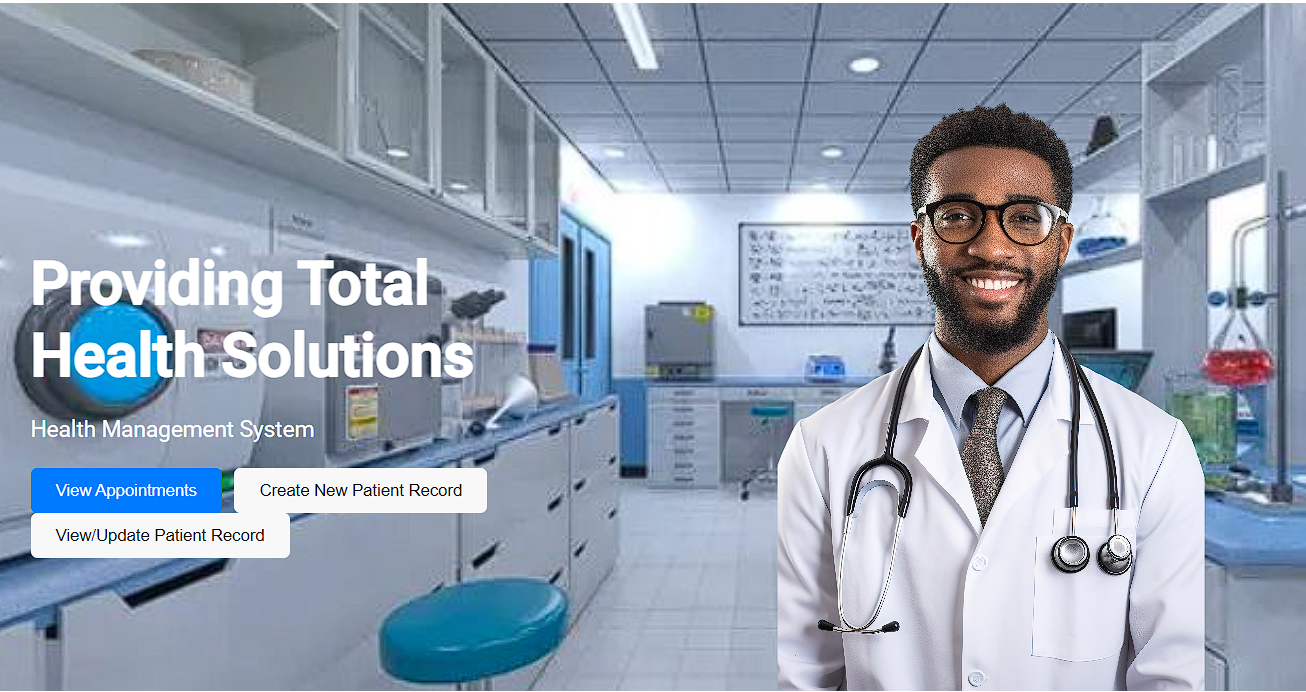 Providing Total
Health Solutions
Health Management System
View Appointments
Create New Patient Record
View/Update Patient Record